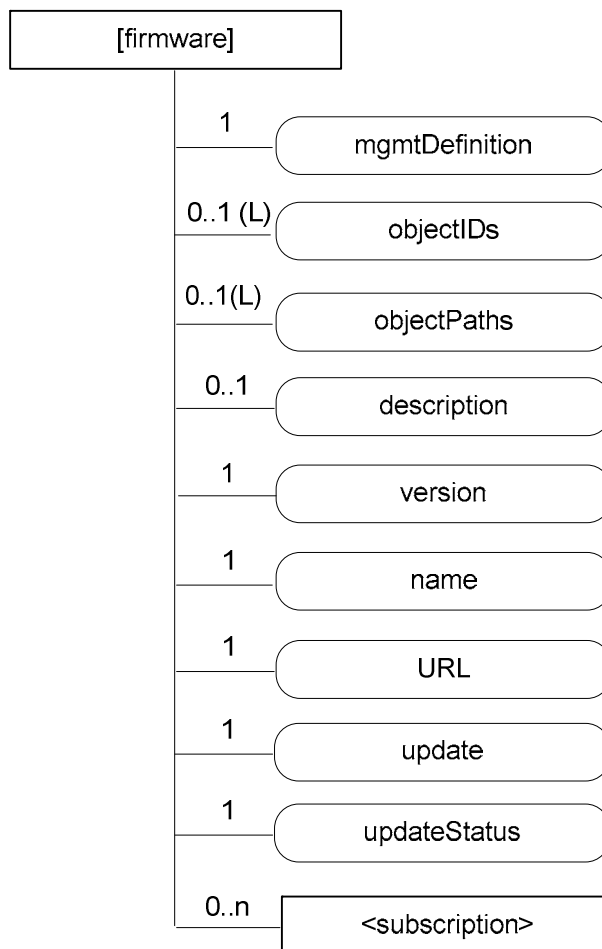 [firmware]
1
mgmtDefinition
0..1 (L)
objectIDs
0..1(L)
objectPaths
0..1
description
1
version
1
name
1
URL
1
update
1
updateStatus
0..n
<subscription>